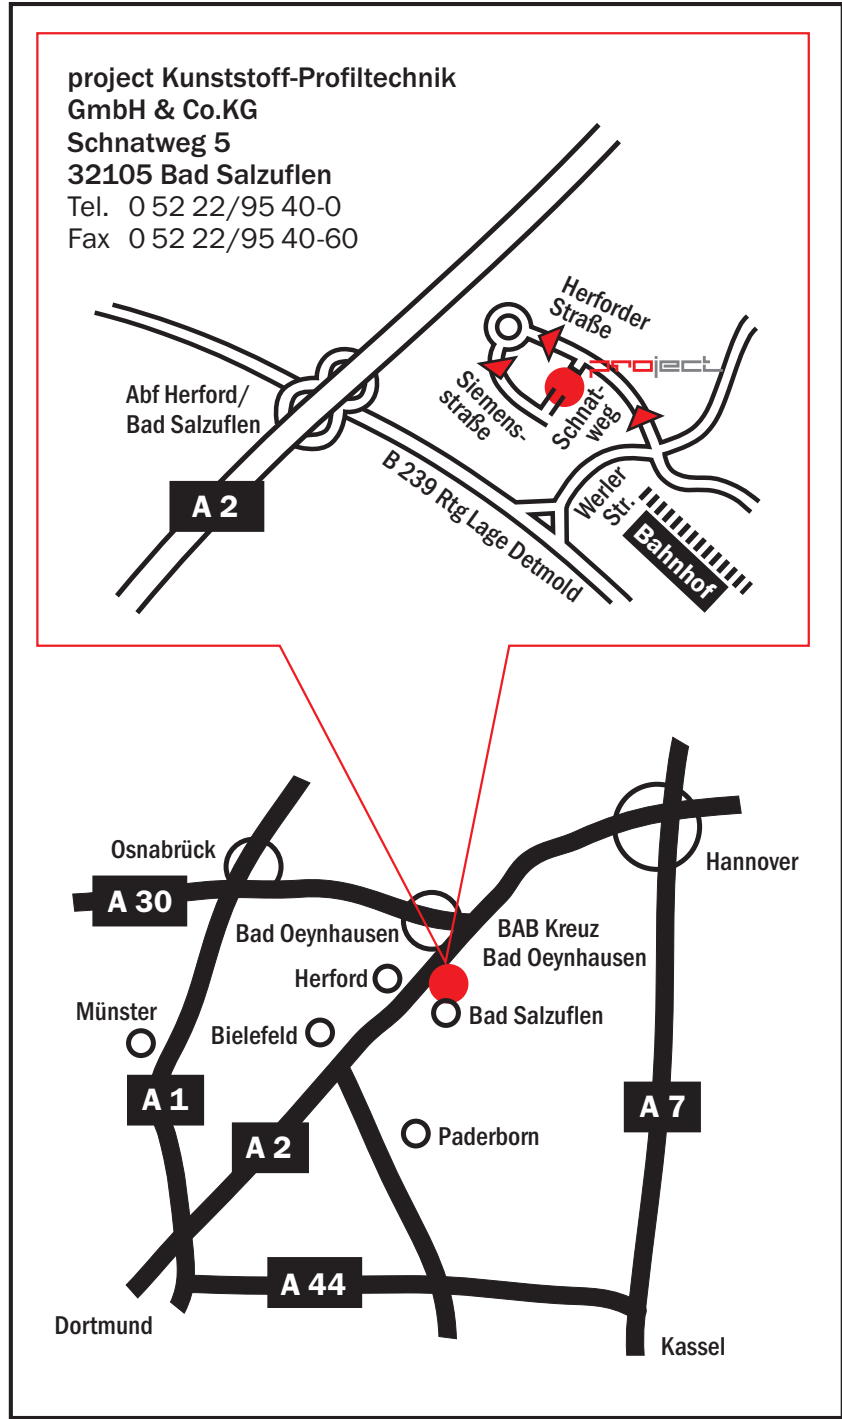 project Kunststoff-Profiltechnik
GmbH & Co.KG
Schnatweg 5
32105 Bad Salzuflen
Tel. 0 52 22/95 40-0
Fax 0 52 22/95 40-60
Herforder
Straße
project
Abf Herford/
Bad Salzuflen
Siemens-
straße
Schnat-
weg
A 2
B 239 Rtg Lage Detmold
Werler
Str.
Bahnhof
Osnabrück
Hannover
A 30
Bad Oeynhausen
BAB Kreuz
Bad Oeynhausen
Herford
Münster
Bielefeld
Bad Salzuflen
A 1
A 7
A 2
Paderborn
A 44
Dortmund
Kassel